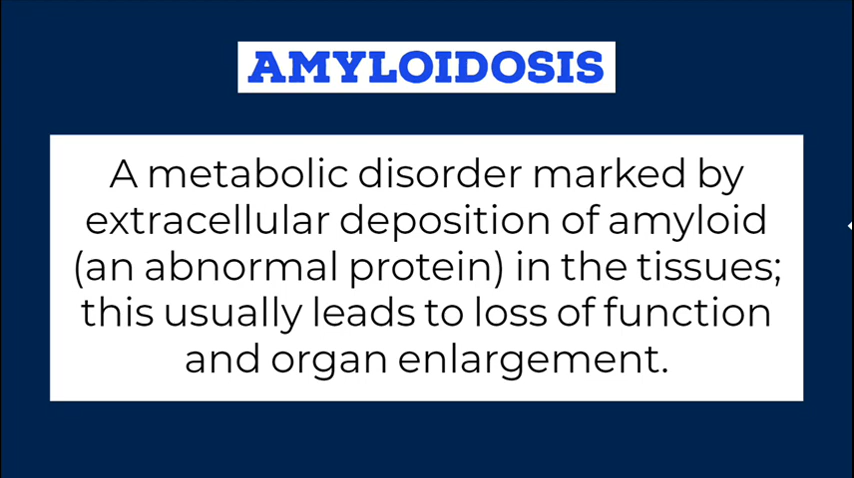 AMYLOIDOSIS
A metabolic disorder marked by
extracellular deposition of amyloid
(an abnormal protein) in the tissues;
this usually leads to loss of function
and organ enlargement.